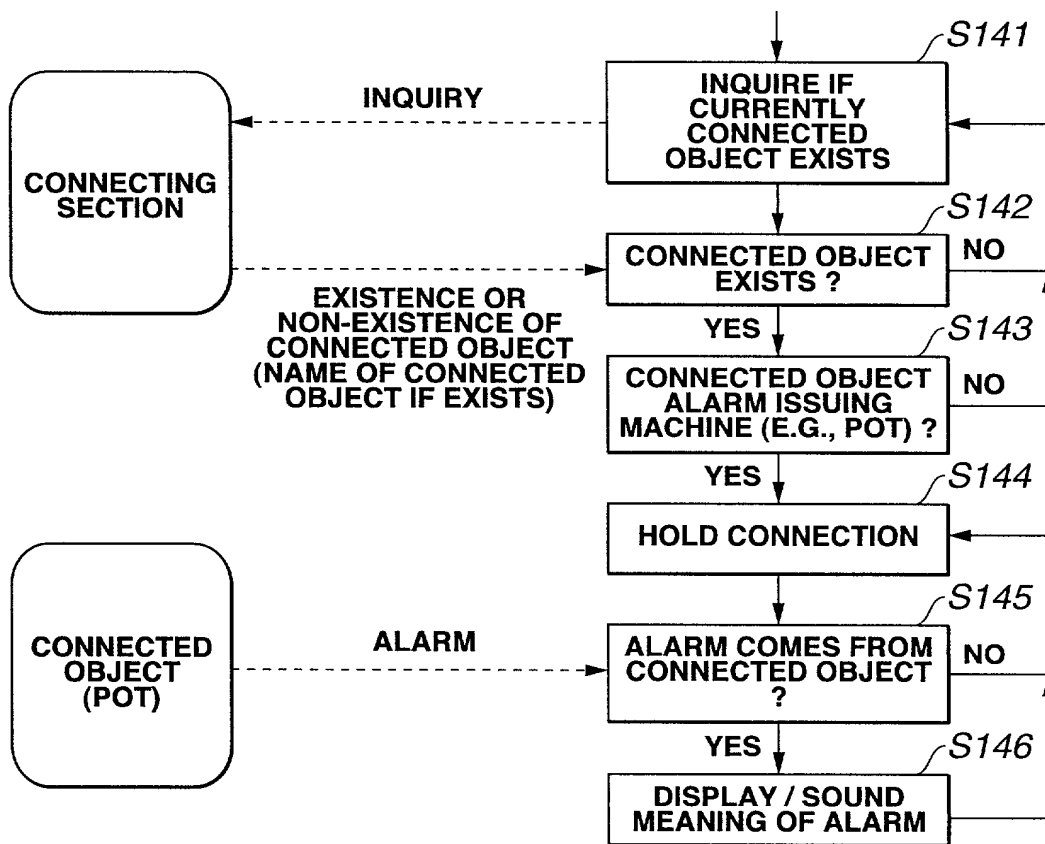 S141
INQUIRE IF
CURRENTLY
CONNECTED
OBJECT EXISTS
INQUIRY
CONNECTING
SECTION
S142
CONNECTED OBJECT
EXISTS ?
NO
EXISTENCE OR
NON-EXISTENCE OF
CONNECTED OBJECT
(NAME OF CONNECTED
OBJECT IF EXISTS)
YES
S143
CONNECTED OBJECT
ALARM ISSUING
MACHINE (E.G., POT) ?
NO
YES
S144
HOLD CONNECTION
S145
ALARM COMES FROM
CONNECTED OBJECT
?
NO
ALARM
CONNECTED
OBJECT
(POT)
YES
S146
DISPLAY / SOUND
MEANING OF ALARM